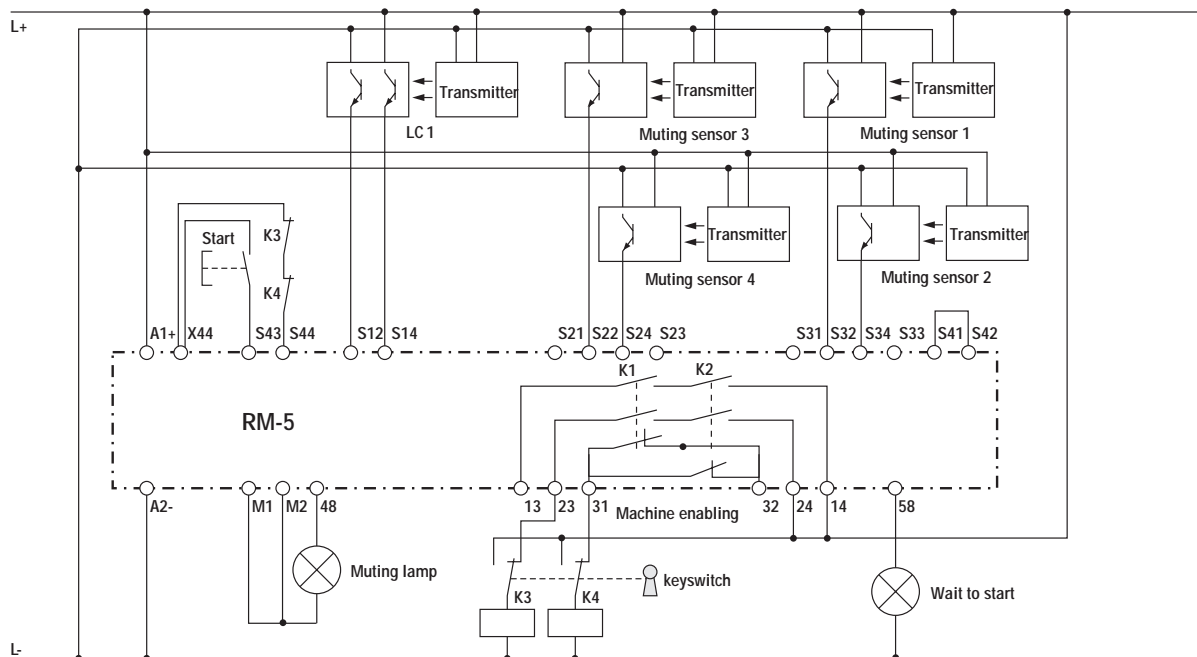 L+
Transmitter
Transmitter
Transmitter
LC 1
Muting sensor 3
Muting sensor 1
Transmitter
Transmitter
Start
K3
Muting sensor 4
Muting sensor 2
K4
A1+
X44
S43
S44
S12
S14
S21
S22
S24
S23
S31
S32
S34
S33
S41
S42
K1
K2
RM-5
A2-
M1
M2
48
13
23
31
Machine enabling
32
24
14
58
Muting lamp
keyswitch
K3
K4
Wait to start
L-